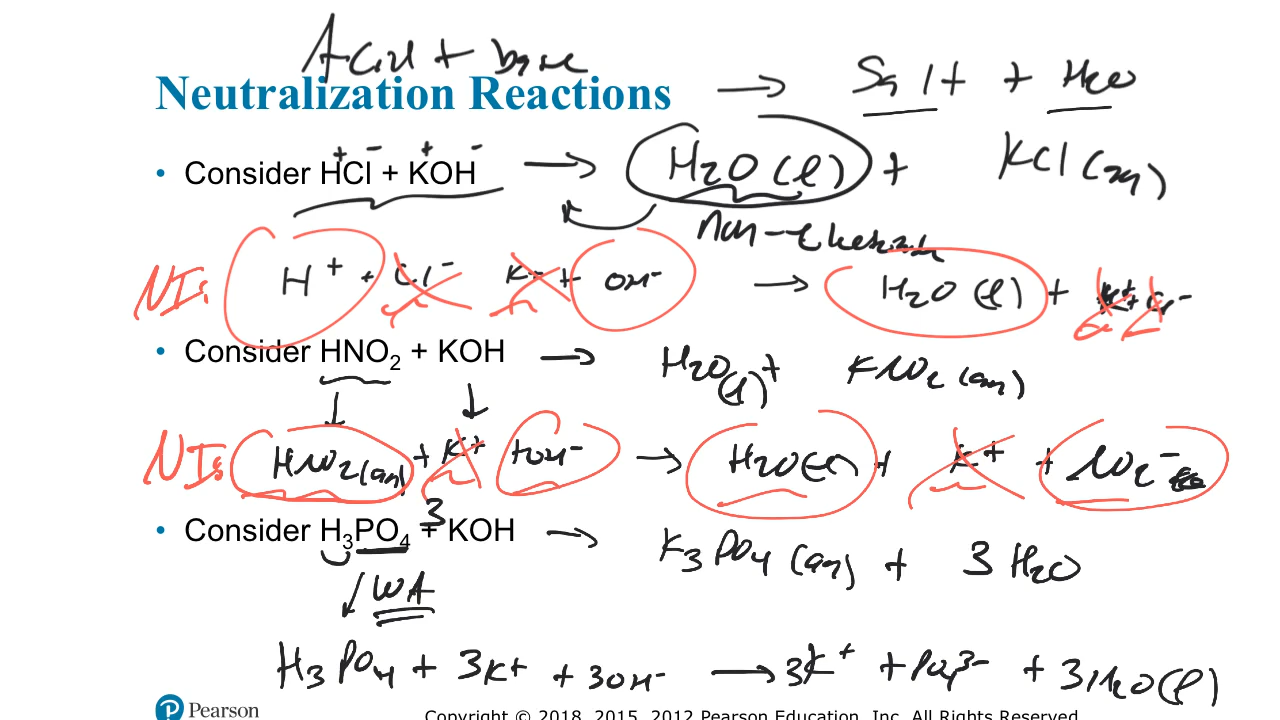 Acid + base → Salt + H2O
Neutralization Reactions
• Consider HCl + KOH → H2O (l) + KCl (aq)
+ - + -
NI:
H+ + Cl- K+ + OH- → H2O (l) + K+ + Cl-
• Consider HNO₂ + KOH → H2O (l) + KNO2 (aq)
NI:
HNO2 (aq) + K+ + OH- → H2O (l) + K+ + NO2-
• Consider H₃PO₄ + 3 KOH → K3PO4 (aq) + 3 H2O
WA
H3PO4 + 3K+ + 3OH- → 3K+ + PO4 3- + 3H2O (l)
Pearson
Copyright © 2018, 2015, 2012 Pearson Education, Inc. All Rights Reserved